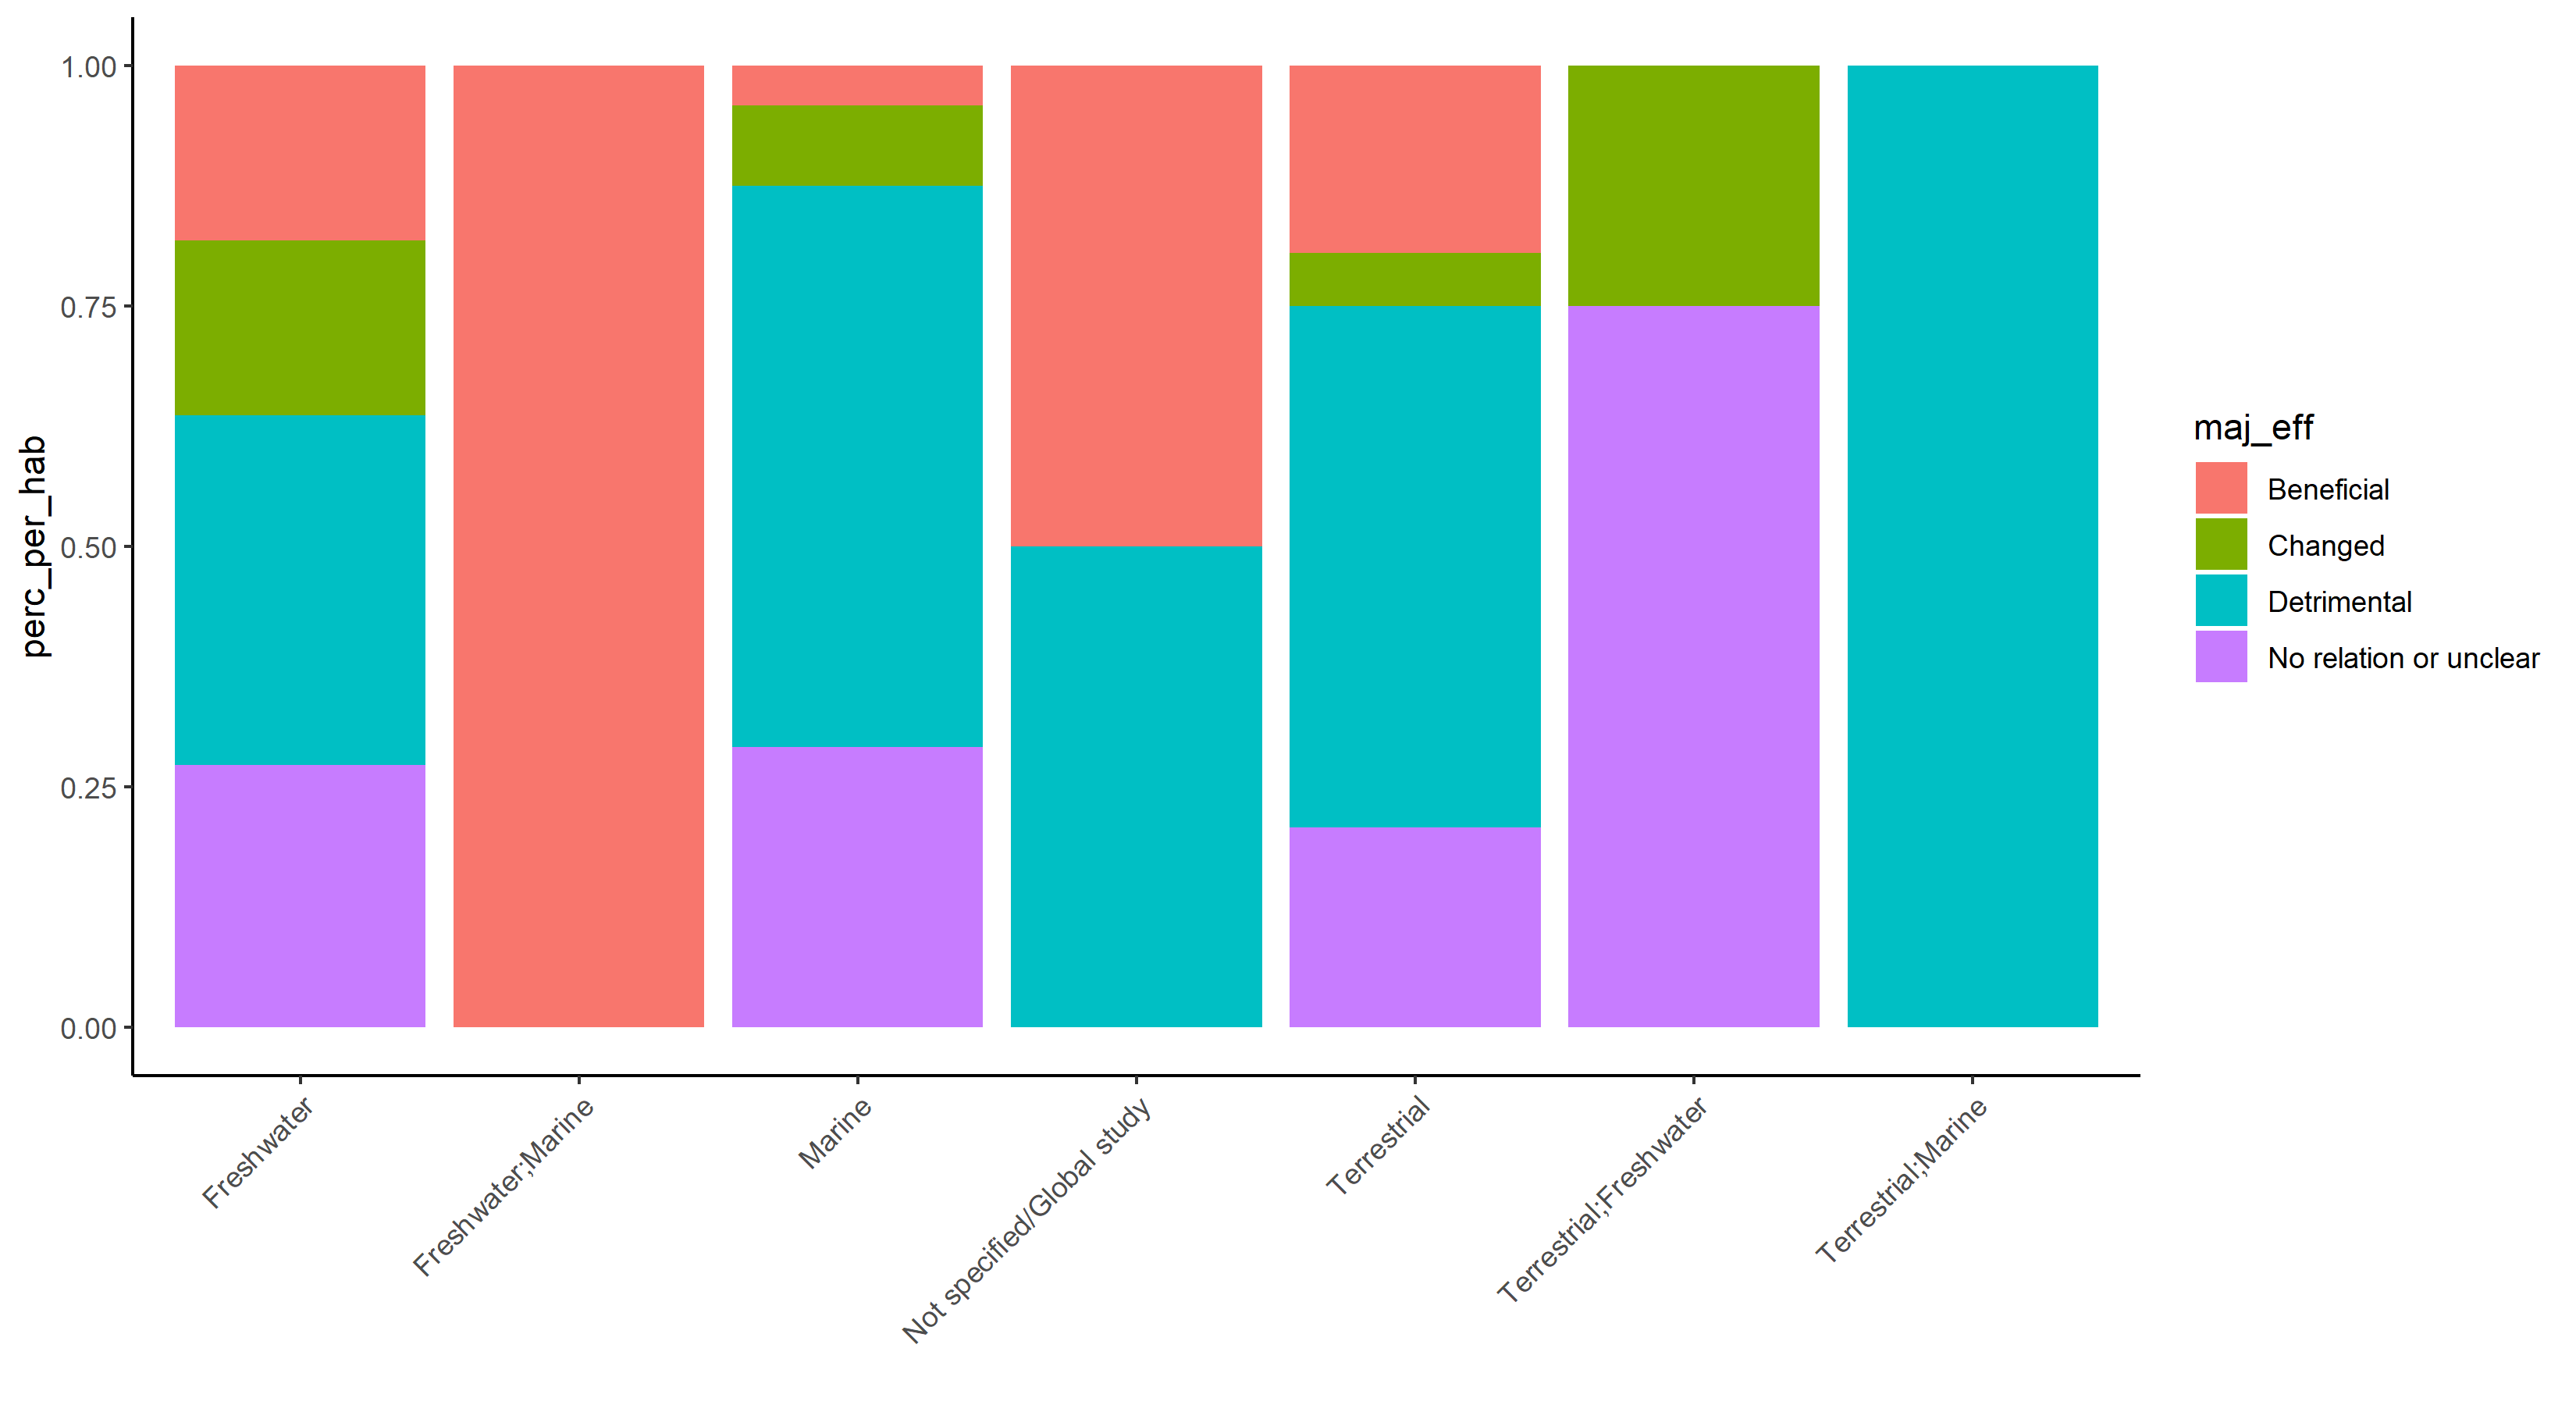 perc_per_hab
1.00
0.75
0.50
0.25
0.00
Freshwater
Freshwater;Marine
Marine
Not specified/Global study
Terrestrial
Terrestrial;Freshwater
Terrestrial;Marine
maj_eff
Beneficial
Changed
Detrimental
No relation or unclear